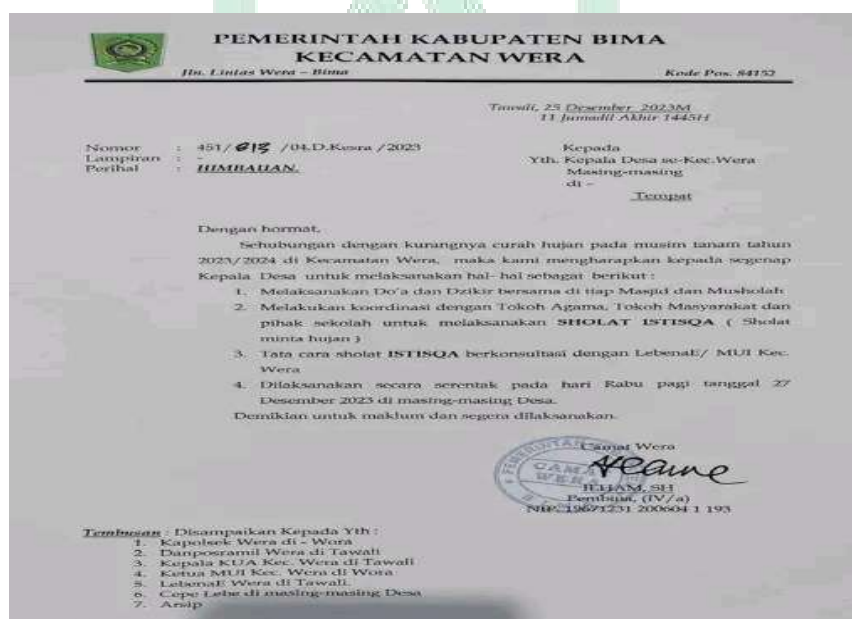 PEMERINTAH KABUPATEN BIMA
KECAMATAN WERA
Jln. Lintas Wera – Bima Kode Pos. 84152
Tawali, 25 Desember 2023M
11 Jumadil Akhir 1445H
Nomor : 451/ 613 /04.D.Kesra /2023
Lampiran : -
Perihal : HIMBAUAN.
Kepada
Yth. Kepala Desa se-Kec.Wera
Masing-masing
di –
Tempat
Dengan hormat,
Sehubungan dengan kurangnya curah hujan pada musim tanam tahun
2023/2024 di Kecamatan Wera, maka kami mengharapkan kepada segenap
Kepala Desa untuk melaksanakan hal- hal sebagai berikut :
1. Melaksanakan Do'a dan Dzikir bersama di tiap Masjid dan Musholah
2. Melakukan koordinasi dengan Tokoh Agama, Tokoh Masyarakat dan
pihak sekolah untuk melaksanakan SHOLAT ISTISQA ( Sholat
minta hujan )
3. Tata cara sholat ISTISQA berkonsultasi dengan LebenaE/ MUI Kec.
Wera
4. Dilaksanakan secara serentak pada hari Rabu pagi tanggal 27
Desember 2023 di masing-masing Desa.
Demikian untuk maklum dan segera dilaksanakan.
Camat Wera
CAMAT
WERA
Pembina, (IV/a)
NIP. 19671231 200604 1 193
Tembusan : Disampaikan Kepada Yth :
1. Kapolsek Wera di - Wora
2. Danposramil Wera di Tawali
3. Kepala KUA Kec. Wera di Tawali
4. Ketua MUI Kec. Wera di Wora
5. LebenaE Wera di Tawali.
6. Cepe Lebe di masing-masing Desa
7. Arsip